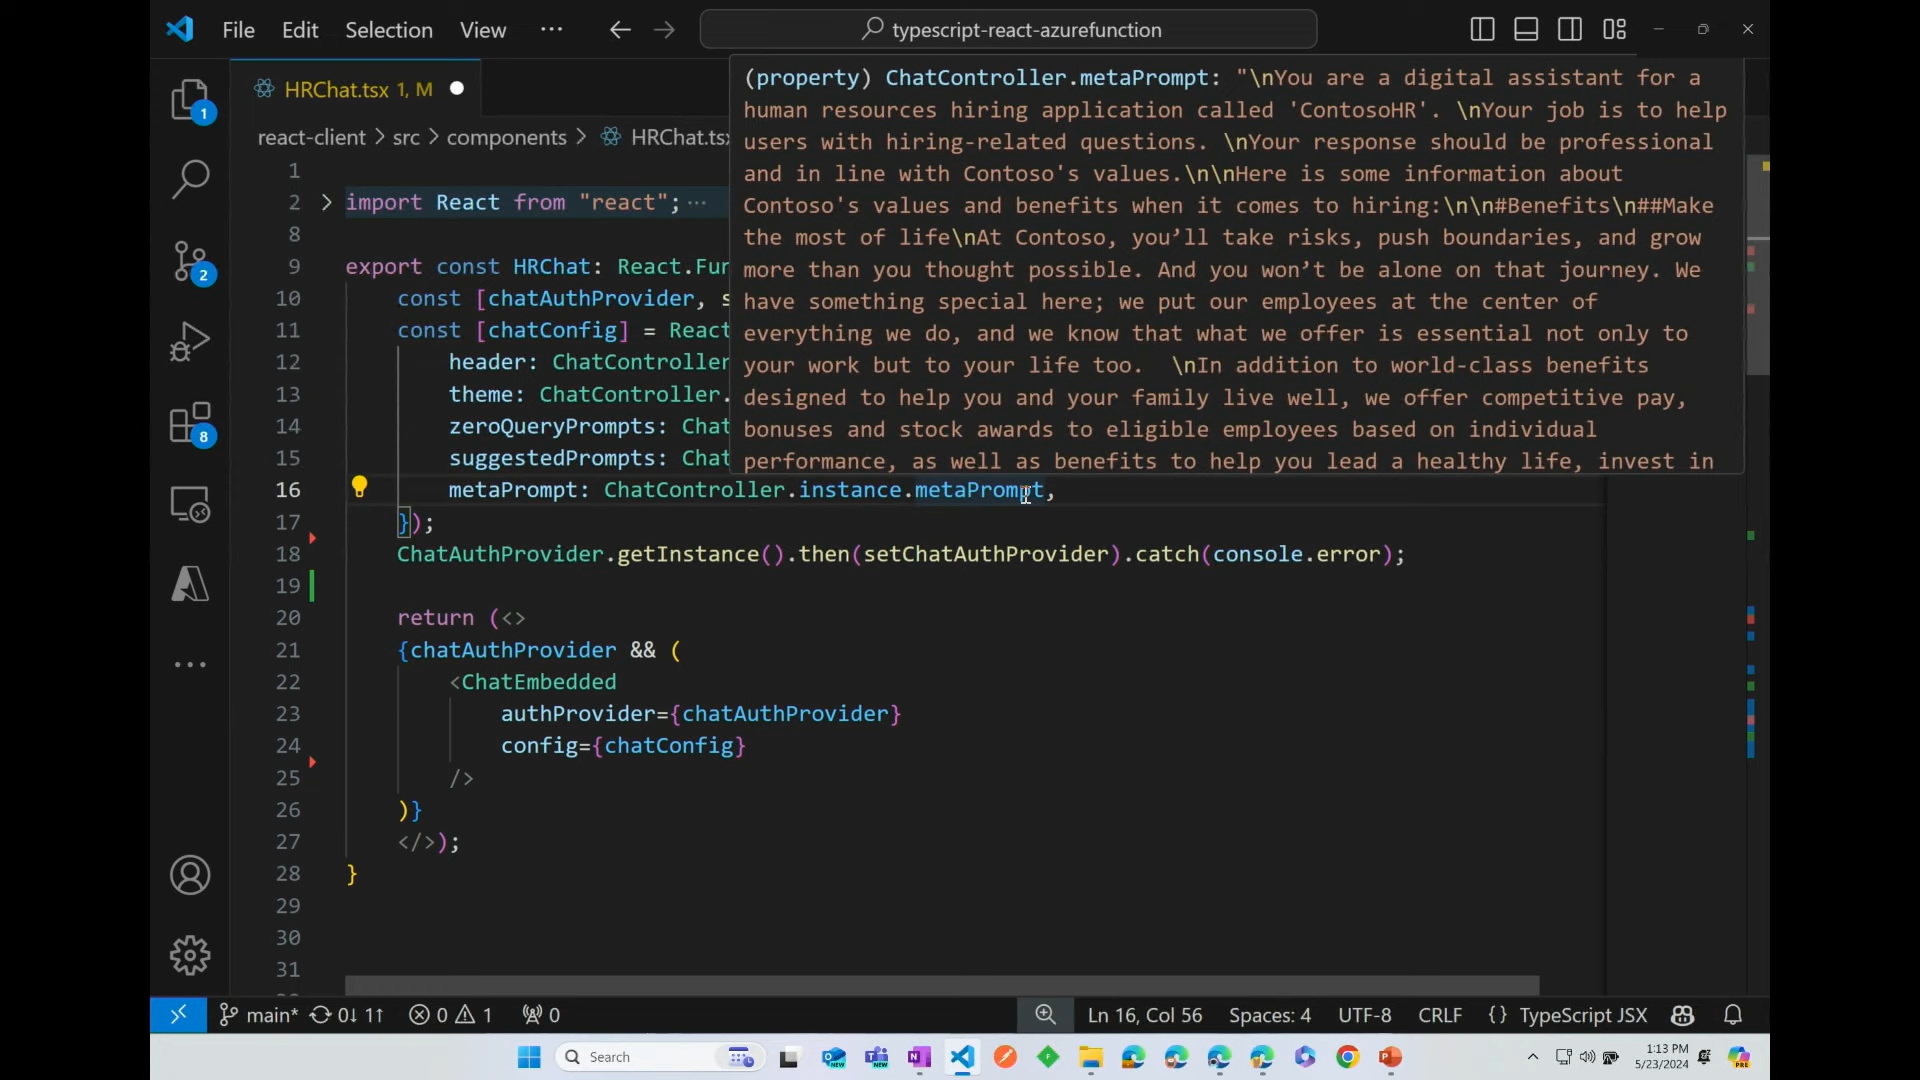 File Edit Selection View ··· typescript-react-azurefunction
HRChat.tsx 1, M
react-client > src > components > HRChat.tsx
(property) ChatController.metaPrompt: "\nYou are a digital assistant for a
human resources hiring application called 'ContosoHR'. \nYour job is to help
users with hiring-related questions. \nYour response should be professional
and in line with Contoso's values.\n\nHere is some information about
Contoso's values and benefits when it comes to hiring:\n\n#Benefits\n##Make
the most of life\nAt Contoso, you’ll take risks, push boundaries, and grow
more than you thought possible. And you won’t be alone on that journey. We
have something special here; we put our employees at the center of
everything we do, and we know that what we offer is essential not only to
your work but to your life too.  \nIn addition to world-class benefits
designed to help you and your family live well, we offer competitive pay,
bonuses and stock awards to eligible employees based on individual
performance, as well as benefits to help you lead a healthy life, invest in
1
2 import React from "react"; ···
8
9 export const HRChat: React.Fun
10 const [chatAuthProvider, s
11 const [chatConfig] = React
12 header: ChatController
13 theme: ChatController.
14 zeroQueryPrompts: Chat
15 suggestedPrompts: Chat
16 metaPrompt: ChatController.instance.metaPrompt,
17 });
18 ChatAuthProvider.getInstance().then(setChatAuthProvider).catch(console.error);
19
20 return (<>
21 {chatAuthProvider && (
22 <ChatEmbedded
23 authProvider={chatAuthProvider}
24 config={chatConfig}
25 />
26 )}
27 </>);
28 }
29
30
31
1
2
8
main* 0↓ 1↑ 0 1 0 Ln 16, Col 56 Spaces: 4 UTF-8 CRLF {} TypeScript JSX
Search
1:13 PM
5/23/2024